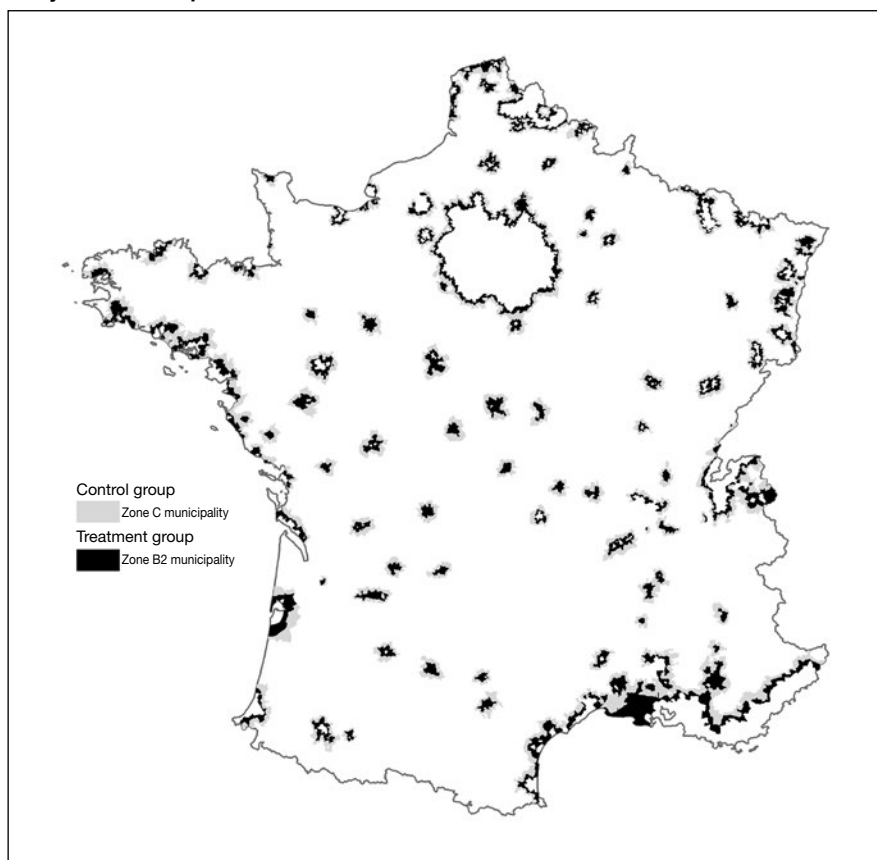 Control group
Zone C municipality
Treatment group
Zone B2 municipality